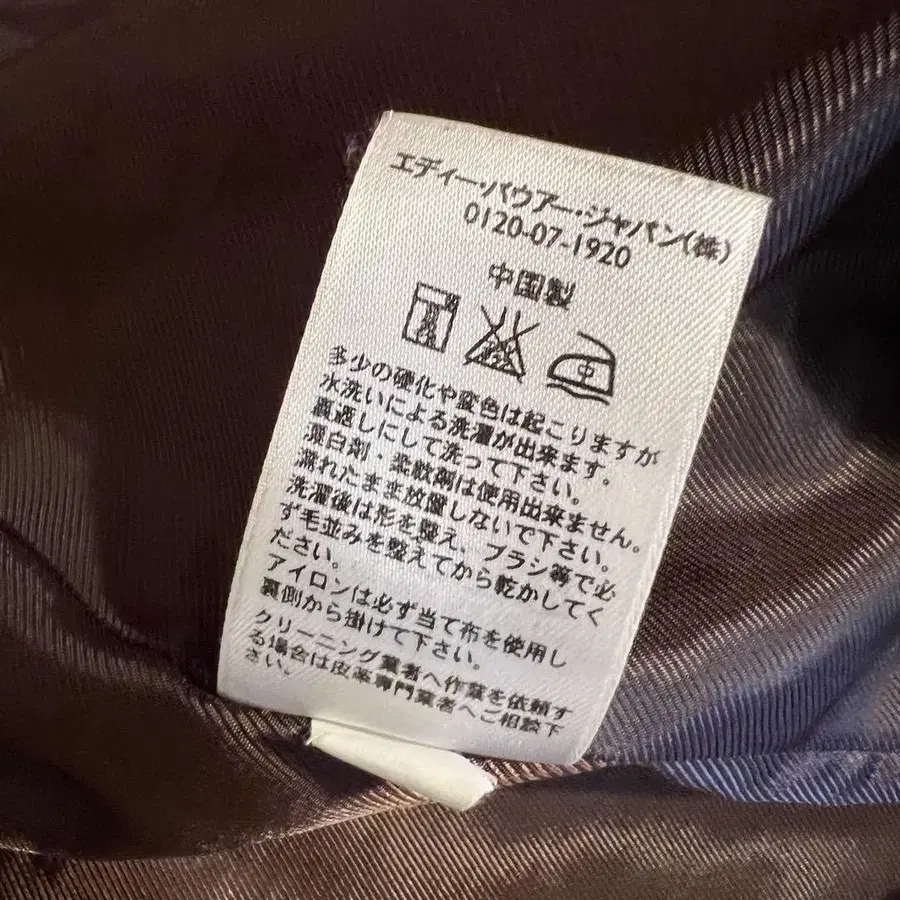 エディー・バウアー・ジャパン(株)
0120-07-1920
中国製
中
多少の硬化や変色は起こりますが
水洗いによる洗濯が出来ます。
裏返しにして洗って下さい。
漂白剤・柔軟剤は使用出来ません。
濡れたまま放置しないで下さい。
洗濯後は形を整え、ブラシ等で必
ず毛並みを整えてから乾かしてく
ださい。
アイロンは必ず当て布を使用し
裏側から掛けて下さい。
クリーニング業者へ作業を依頼す
る場合は皮革専門業者へご相談下
さい。